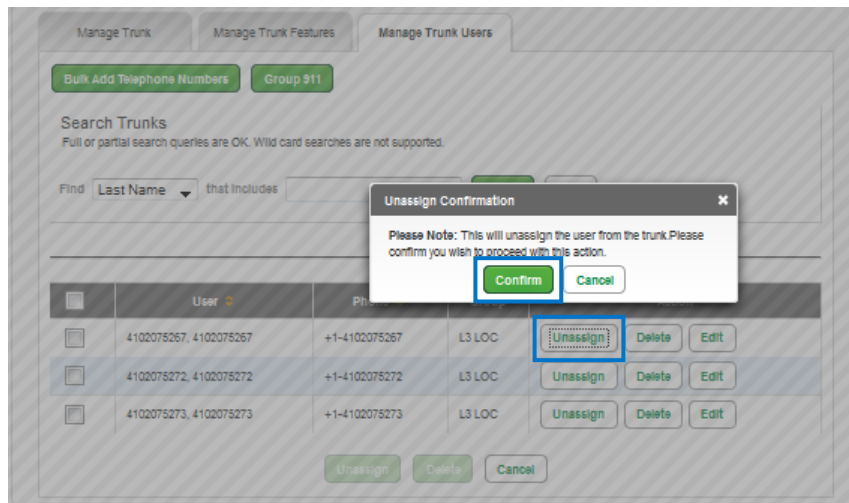 Manage Trunk Manage Trunk Features Manage Trunk Users
Bulk Add Telephone Numbers Group 911
Search Trunks
Full or partial search queries are OK. Wild card searches are not supported.
Find Last Name that includes
Unassign Confirmation x
Please Note: This will unassign the user from the trunk.Please
confirm you wish to proceed with this action.
Confirm Cancel
User
4102075267, 4102075267 +1-4102075267 L3 LOC Unassign Delete Edit
4102075272, 4102075272 +1-4102075272 L3 LOC Unassign Delete Edit
4102075273, 4102075273 +1-4102075273 L3 LOC Unassign Delete Edit
Unassign Delete Cancel